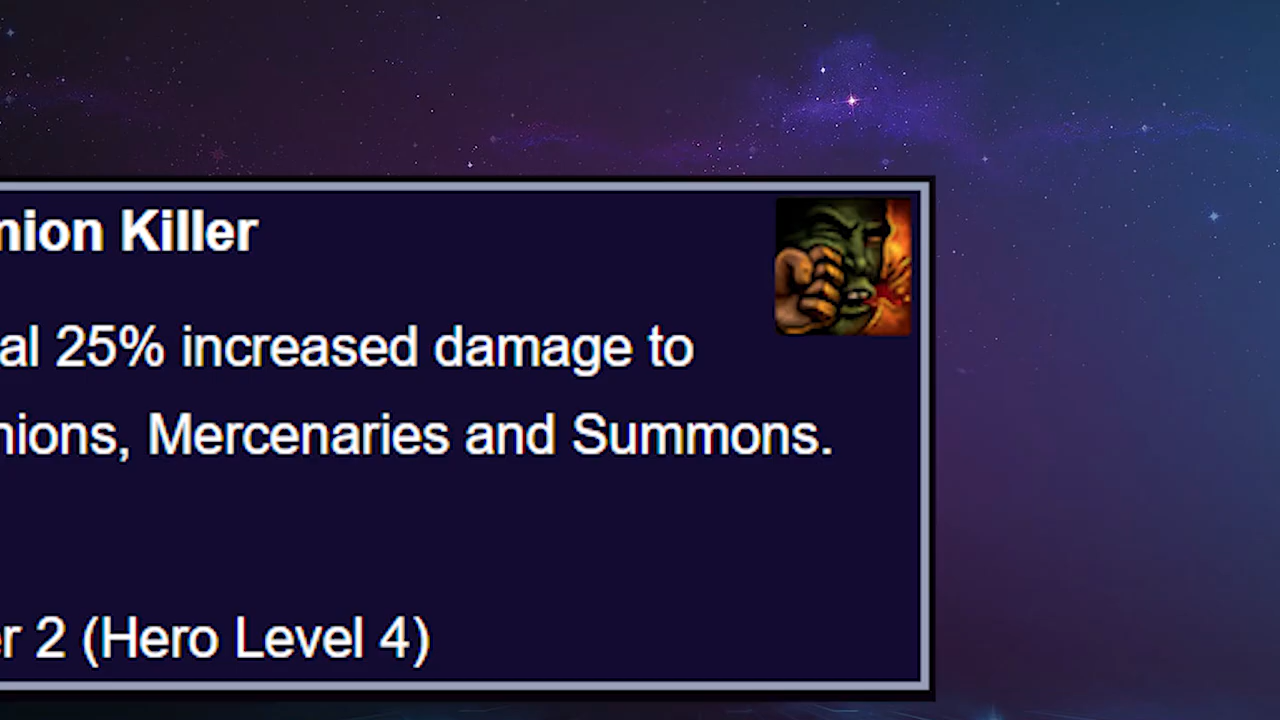 nion Killer
al 25% increased damage to
nions, Mercenaries and Summons.
er 2 (Hero Level 4)